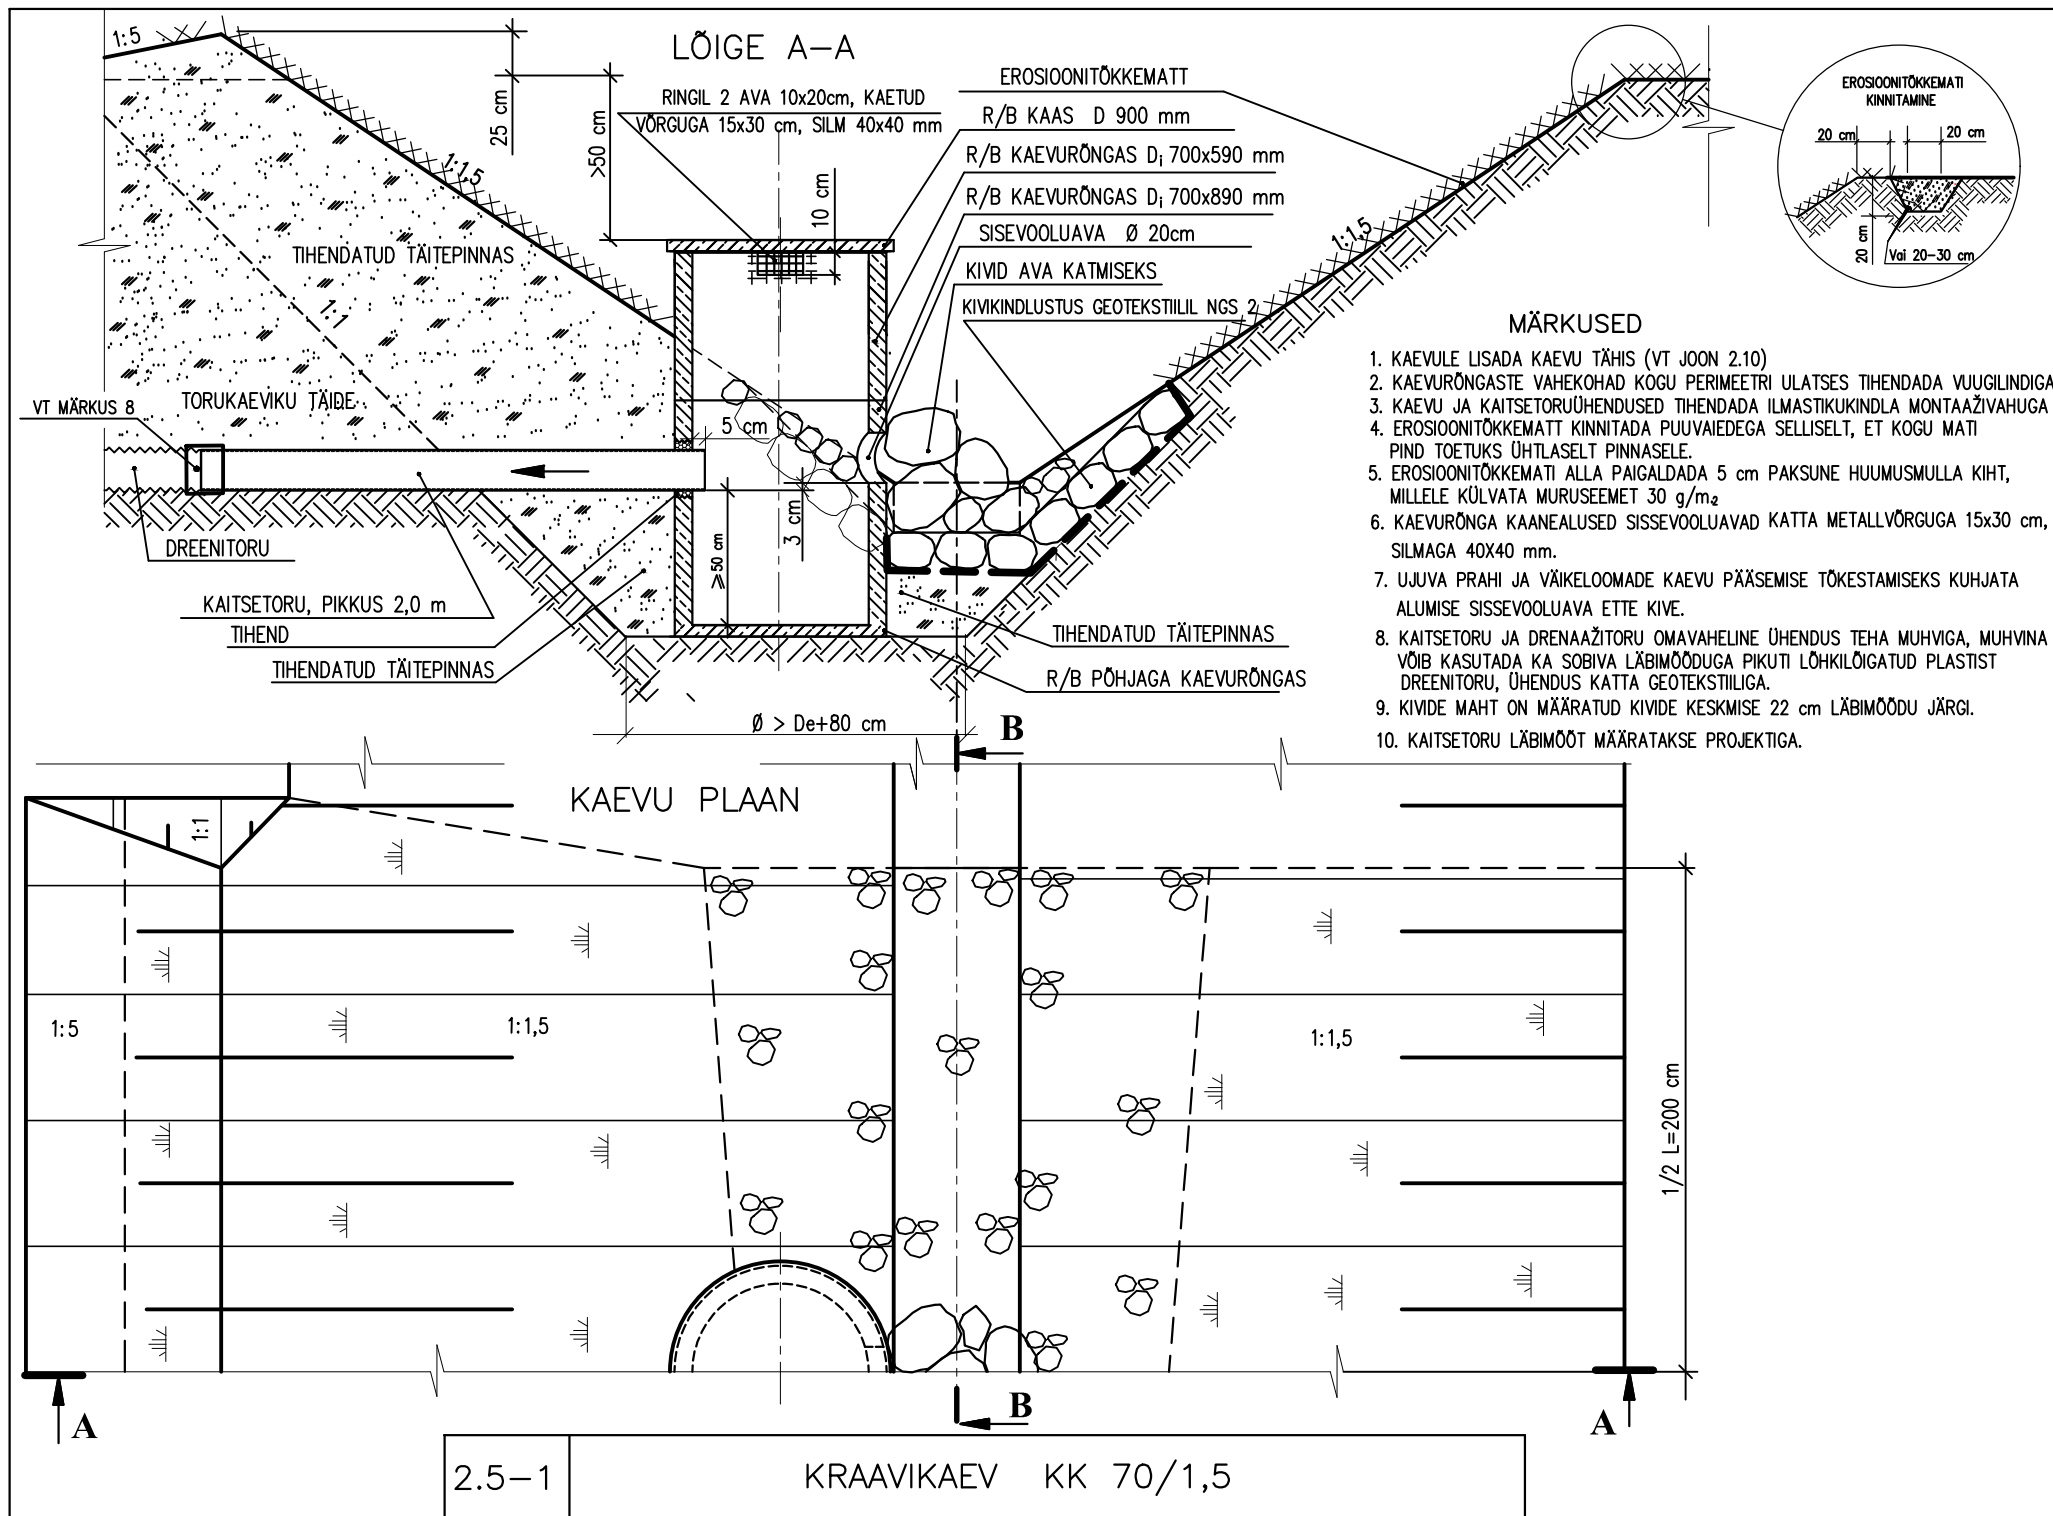 LÕIGE A-A
1:5
25 cm
>50 cm
RINGIL 2 AVA 10x20cm, KAETUD
VÕRGUGA 15x30 cm, SILM 40x40 mm
1:1,5
10 cm
EROSIOONITÕKKEMATT
R/B KAAS D 900 mm
R/B KAEVURÕNGAS Di 700x590 mm
R/B KAEVURÕNGAS Di 700x890 mm
SISEVOOLUAVA Ø 20cm
KIVID AVA KATMISEKS
KIVIKINDLUSTUS GEOTEKSTIILIL NGS 2
1:1,5
EROSIOONITÕKKEMATI
KINNITAMINE
20 cm
20 cm
20 cm
Vai 20-30 cm
TIHENDATUD TÄITEPINNAS
1:1
TORUKAEVIKU TÄIDE
VT MÄRKUS 8
5 cm
3 cm
≥50 cm
DREENITORU
KAITSETORU, PIKKUS 2,0 m
TIHEND
TIHENDATUD TÄITEPINNAS
TIHENDATUD TÄITEPINNAS
R/B PÕHJAGA KAEVURÕNGAS
Ø > De+80 cm
MÄRKUSED
1. KAEVULE LISADA KAEVU TÄHIS (VT JOON 2.10)
2. KAEVURÕNGASTE VAHEKOHAD KOGU PERIMEETRI ULATSES TIHENDADA VUUGILINDIGA
3. KAEVU JA KAITSETORUÜHENDUSED TIHENDADA ILMASTIKUKINDLA MONTAAŽIVAHUGA
4. EROSIOONITÕKKEMATT KINNITADA PUUVAIEDEGA SELLISELT, ET KOGU MATI
PIND TOETUKS ÜHTLASELT PINNASELE.
5. EROSIOONITÕKKEMATI ALLA PAIGALDADA 5 cm PAKSUNE HUUMUSMULLA KIHT,
MILLELE KÜLVATA MURUSEEMET 30 g/m2
6. KAEVURÕNGA KAANEALUSED SISSEVOOLUAVAD KATTA METALLVÕRGUGA 15x30 cm,
SILMAGA 40X40 mm.
7. UJUVA PRAHI JA VÄIKELOOMADE KAEVU PÄÄSEMISE TÕKESTAMISEKS KUHJATA
ALUMISE SISSEVOOLUAVA ETTE KIVE.
8. KAITSETORU JA DRENAAŽITORU OMAVAHELINE ÜHENDUS TEHA MUHVIGA, MUHVINA
VÕIB KASUTADA KA SOBIVA LÄBIMÕÕDUGA PIKUTI LÕHKILÕIGATUD PLASTIST
DREENITORU, ÜHENDUS KATTA GEOTEKSTIILIGA.
9. KIVIDE MAHT ON MÄÄRATUD KIVIDE KESKMISE 22 cm LÄBIMÕÕDU JÄRGI.
10. KAITSETORU LÄBIMÕÕT MÄÄRATAKSE PROJEKTIGA.
B
KAEVU PLAAN
1:1
1:5
1:1,5
1:1,5
1/2 L=200 cm
A
B
A
2.5-1
KRAAVIKAEV KK 70/1,5